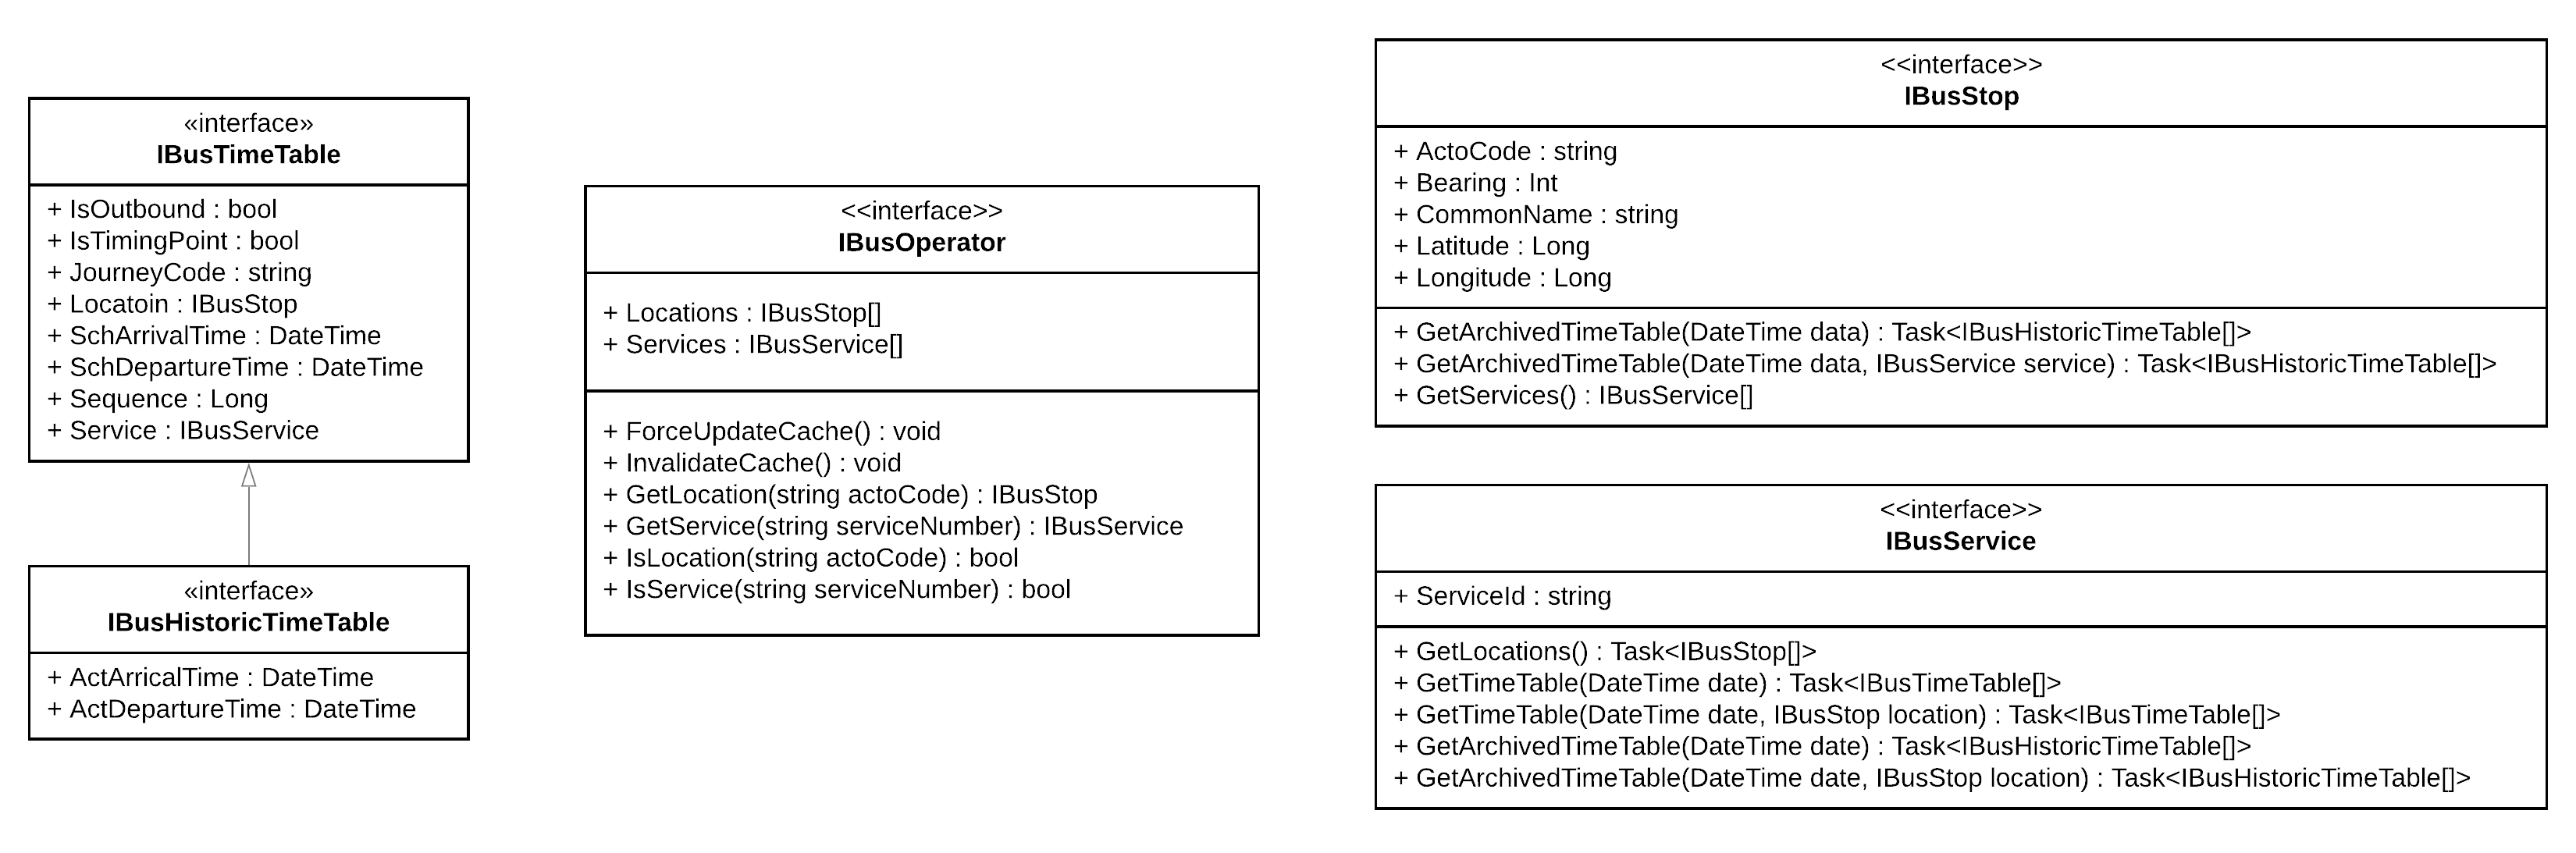 «interface»
IBusTimeTable
+ IsOutbound : bool
+ IsTimingPoint : bool
+ JourneyCode : string
+ Locatoin : IBusStop
+ SchArrivalTime : DateTime
+ SchDepartureTime : DateTime
+ Sequence : Long
+ Service : IBusService
«interface»
IBusHistoricTimeTable
+ ActArricalTime : DateTime
+ ActDepartureTime : DateTime
<<interface>>
IBusOperator
+ Locations : IBusStop[]
+ Services : IBusService[]
+ ForceUpdateCache() : void
+ InvalidateCache() : void
+ GetLocation(string actoCode) : IBusStop
+ GetService(string serviceNumber) : IBusService
+ IsLocation(string actoCode) : bool
+ IsService(string serviceNumber) : bool
<<interface>>
IBusStop
+ ActoCode : string
+ Bearing : Int
+ CommonName : string
+ Latitude : Long
+ Longitude : Long
+ GetArchivedTimeTable(DateTime data) : Task<IBusHistoricTimeTable[]>
+ GetArchivedTimeTable(DateTime data, IBusService service) : Task<IBusHistoricTimeTable[]>
+ GetServices() : IBusService[]
<<interface>>
IBusService
+ ServiceId : string
+ GetLocations() : Task<IBusStop[]>
+ GetTimeTable(DateTime date) : Task<IBusTimeTable[]>
+ GetTimeTable(DateTime date, IBusStop location) : Task<IBusTimeTable[]>
+ GetArchivedTimeTable(DateTime date) : Task<IBusHistoricTimeTable[]>
+ GetArchivedTimeTable(DateTime date, IBusStop location) : Task<IBusHistoricTimeTable[]>